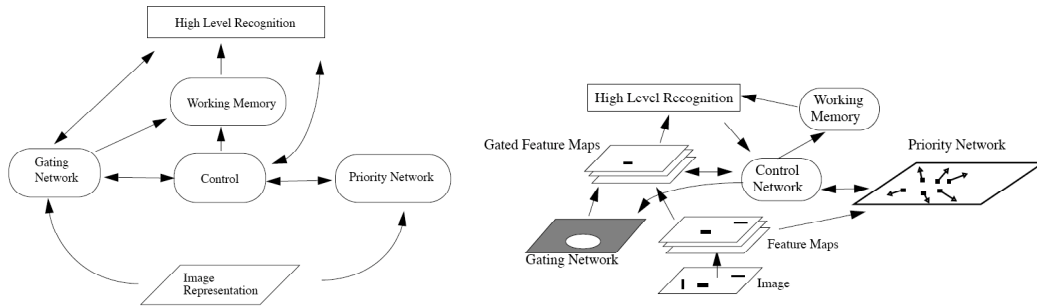 High Level Recognition
Working Memory
Gating
Network
Control
Priority Network
Image
Representation
High Level Recognition
Working
Memory
Gated Feature Maps
Priority Network
Control
Network
Gating Network
Feature Maps
Image